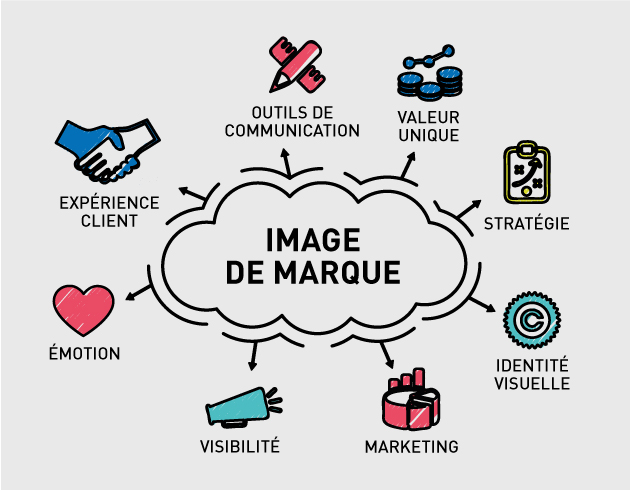 OUTILS DE
COMMUNICATION
VALEUR
UNIQUE
EXPÉRIENCE
CLIENT
STRATÉGIE
IMAGE
DE MARQUE
ÉMOTION
IDENTITÉ
VISUELLE
VISIBILITÉ
MARKETING